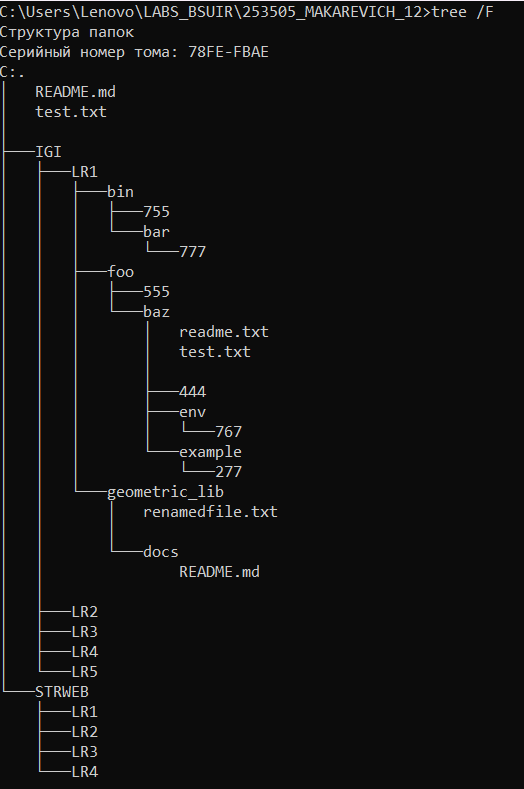 C:\Users\Lenovo\LABS_BSUIR\253505_MAKAREVICH_12>tree /F
Структура папок
Серийный номер тома: 78FE-FBAE
C:.
│   README.md
│   test.txt
│
├───IGI
│   ├───LR1
│   │   ├───bin
│   │   │   ├───755
│   │   │   └───bar
│   │   │       └───777
│   │   ├───foo
│   │   │   ├───555
│   │   │   └───baz
│   │   │       │   readme.txt
│   │   │       │   test.txt
│   │   │       │
│   │   │       ├───444
│   │   │       ├───env
│   │   │       │   └───767
│   │   │       └───example
│   │   │           └───277
│   │   └───geometric_lib
│   │       │   renamedfile.txt
│   │       │
│   │       └───docs
│   │               README.md
│   │
│   ├───LR2
│   ├───LR3
│   ├───LR4
│   └───LR5
└───STRWEB
    ├───LR1
    ├───LR2
    ├───LR3
    └───LR4